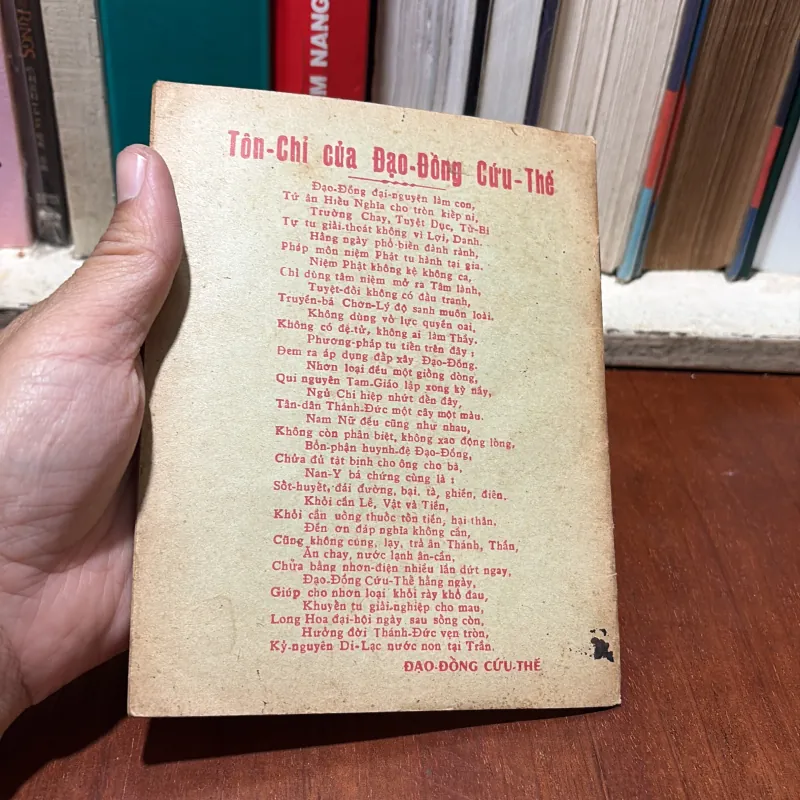 RINGS
M NANG
Tôn-Chỉ của Đạo-Đồng Cứu-Thế
Đạo-Đồng đại-nguyện làm con,
Tứ ân Hiếu Nghĩa cho tròn kiếp ni,
Trường Chay, Tuyệt Dục, Từ-Bi
Tự tu giải-thoát không vì Lợi, Danh.
Hằng ngày phổ-biến đành rành,
Pháp môn niệm Phật tu hành tại gia.
Niệm Phật không kệ không ca,
Chỉ dùng tâm niệm mở ra Tâm lành,
Tuyệt-đối không có đấu tranh,
Truyền-bá Chơn-Lý độ sanh muôn loài.
Không dùng võ lực quyền oai,
Không có đệ-tử, không ai làm Thầy.
Phương-pháp tu tiến trên đây :
Đem ra áp dụng đắp xây Đạo-Đồng.
Nhơn loại đều một giống dòng,
Qui nguyên Tam-Giáo lập xong kỳ nầy,
Ngũ Chi hiệp nhứt đến đây,
Tân-dân Thánh-Đức một cây một màu.
Nam Nữ đều cũng như nhau,
Không còn phân biệt, không xao động lòng,
Bổn-phận huynh-đệ Đạo-Đồng,
Chữa đủ tật bịnh cho ông cho bà,
Nan-Y bá chứng cùng là :
Sốt-huyết, đái đường, bại, tà, ghiền, điên.
Khỏi cần Lễ, Vật và Tiền,
Khỏi cần uống thuốc tốn tiền, hại thân,
Đền ơn đáp nghĩa không cần,
Cũng không cúng, lạy, trả ân Thánh, Thần,
Ăn chay, nước lạnh ân-cần,
Chữa bằng nhơn-điện nhiều lần dứt ngay,
Đạo-Đồng Cứu-Thế hằng ngày,
Giúp cho nhơn loại khỏi rày khổ đau,
Khuyên tu giải-nghiệp cho mau,
Long Hoa đại-hội ngày sau sống còn,
Hưởng đời Thánh-Đức vẹn tròn,
Kỷ-nguyên Di-Lạc nước non tại Trần.
ĐẠO-ĐỒNG CỨU-THẾ